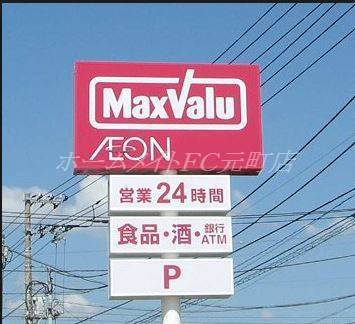 MaxValu
ÆON
ホームメイトFC元町店
営業24時間
食品・酒・銀行ATM
P